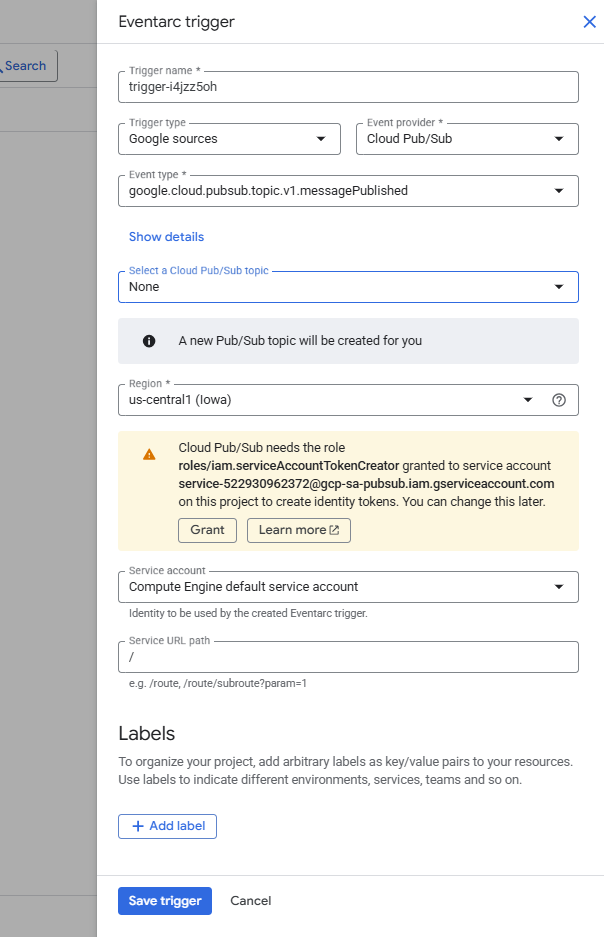 Eventarc trigger
Search
Trigger name *
trigger-i4jzz5oh
Trigger type
Google sources
Event provider *
Cloud Pub/Sub
Event type *
google.cloud.pubsub.topic.v1.messagePublished
Show details
Select a Cloud Pub/Sub topic
None
A new Pub/Sub topic will be created for you
Region *
us-central1 (Iowa)
Cloud Pub/Sub needs the role
roles/iam.serviceAccountTokenCreator granted to service account
service-522930962372@gcp-sa-pubsub.iam.gserviceaccount.com
on this project to create identity tokens. You can change this later.
Grant
Learn more
Service account
Compute Engine default service account
Identity to be used by the created Eventarc trigger.
Service URL path
/
e.g. /route, /route/subroute?param=1
Labels
To organize your project, add arbitrary labels as key/value pairs to your resources.
Use labels to indicate different environments, services, teams and so on.
+ Add label
Save trigger
Cancel